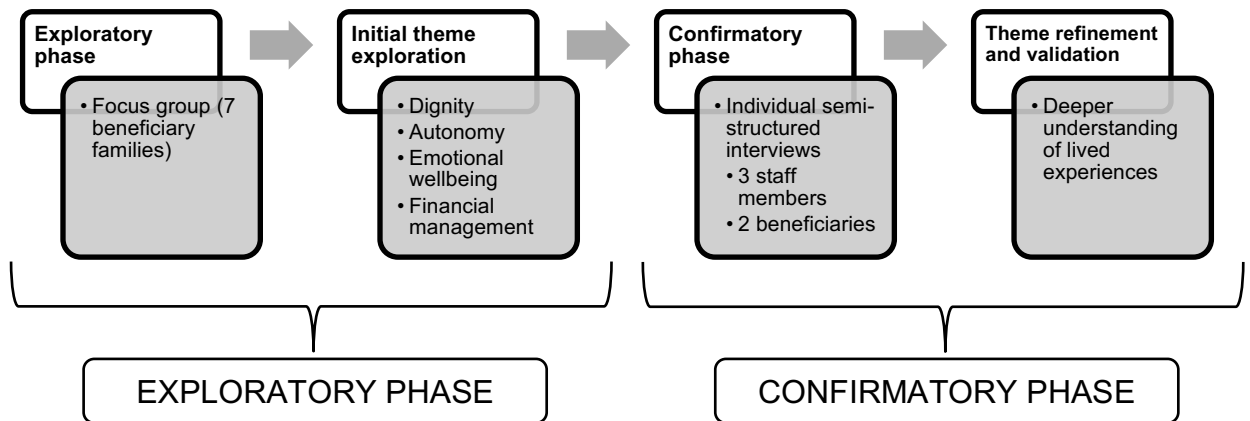 Exploratory
phase
• Focus group (7
beneficiary
families)
Initial theme
exploration
• Dignity
• Autonomy
• Emotional
wellbeing
• Financial
management
Confirmatory
phase
• Individual semi-
structured
interviews
• 3 staff
members
• 2 beneficiaries
Theme refinement
and validation
• Deeper
understanding
of lived
experiences
EXPLORATORY PHASE
CONFIRMATORY PHASE